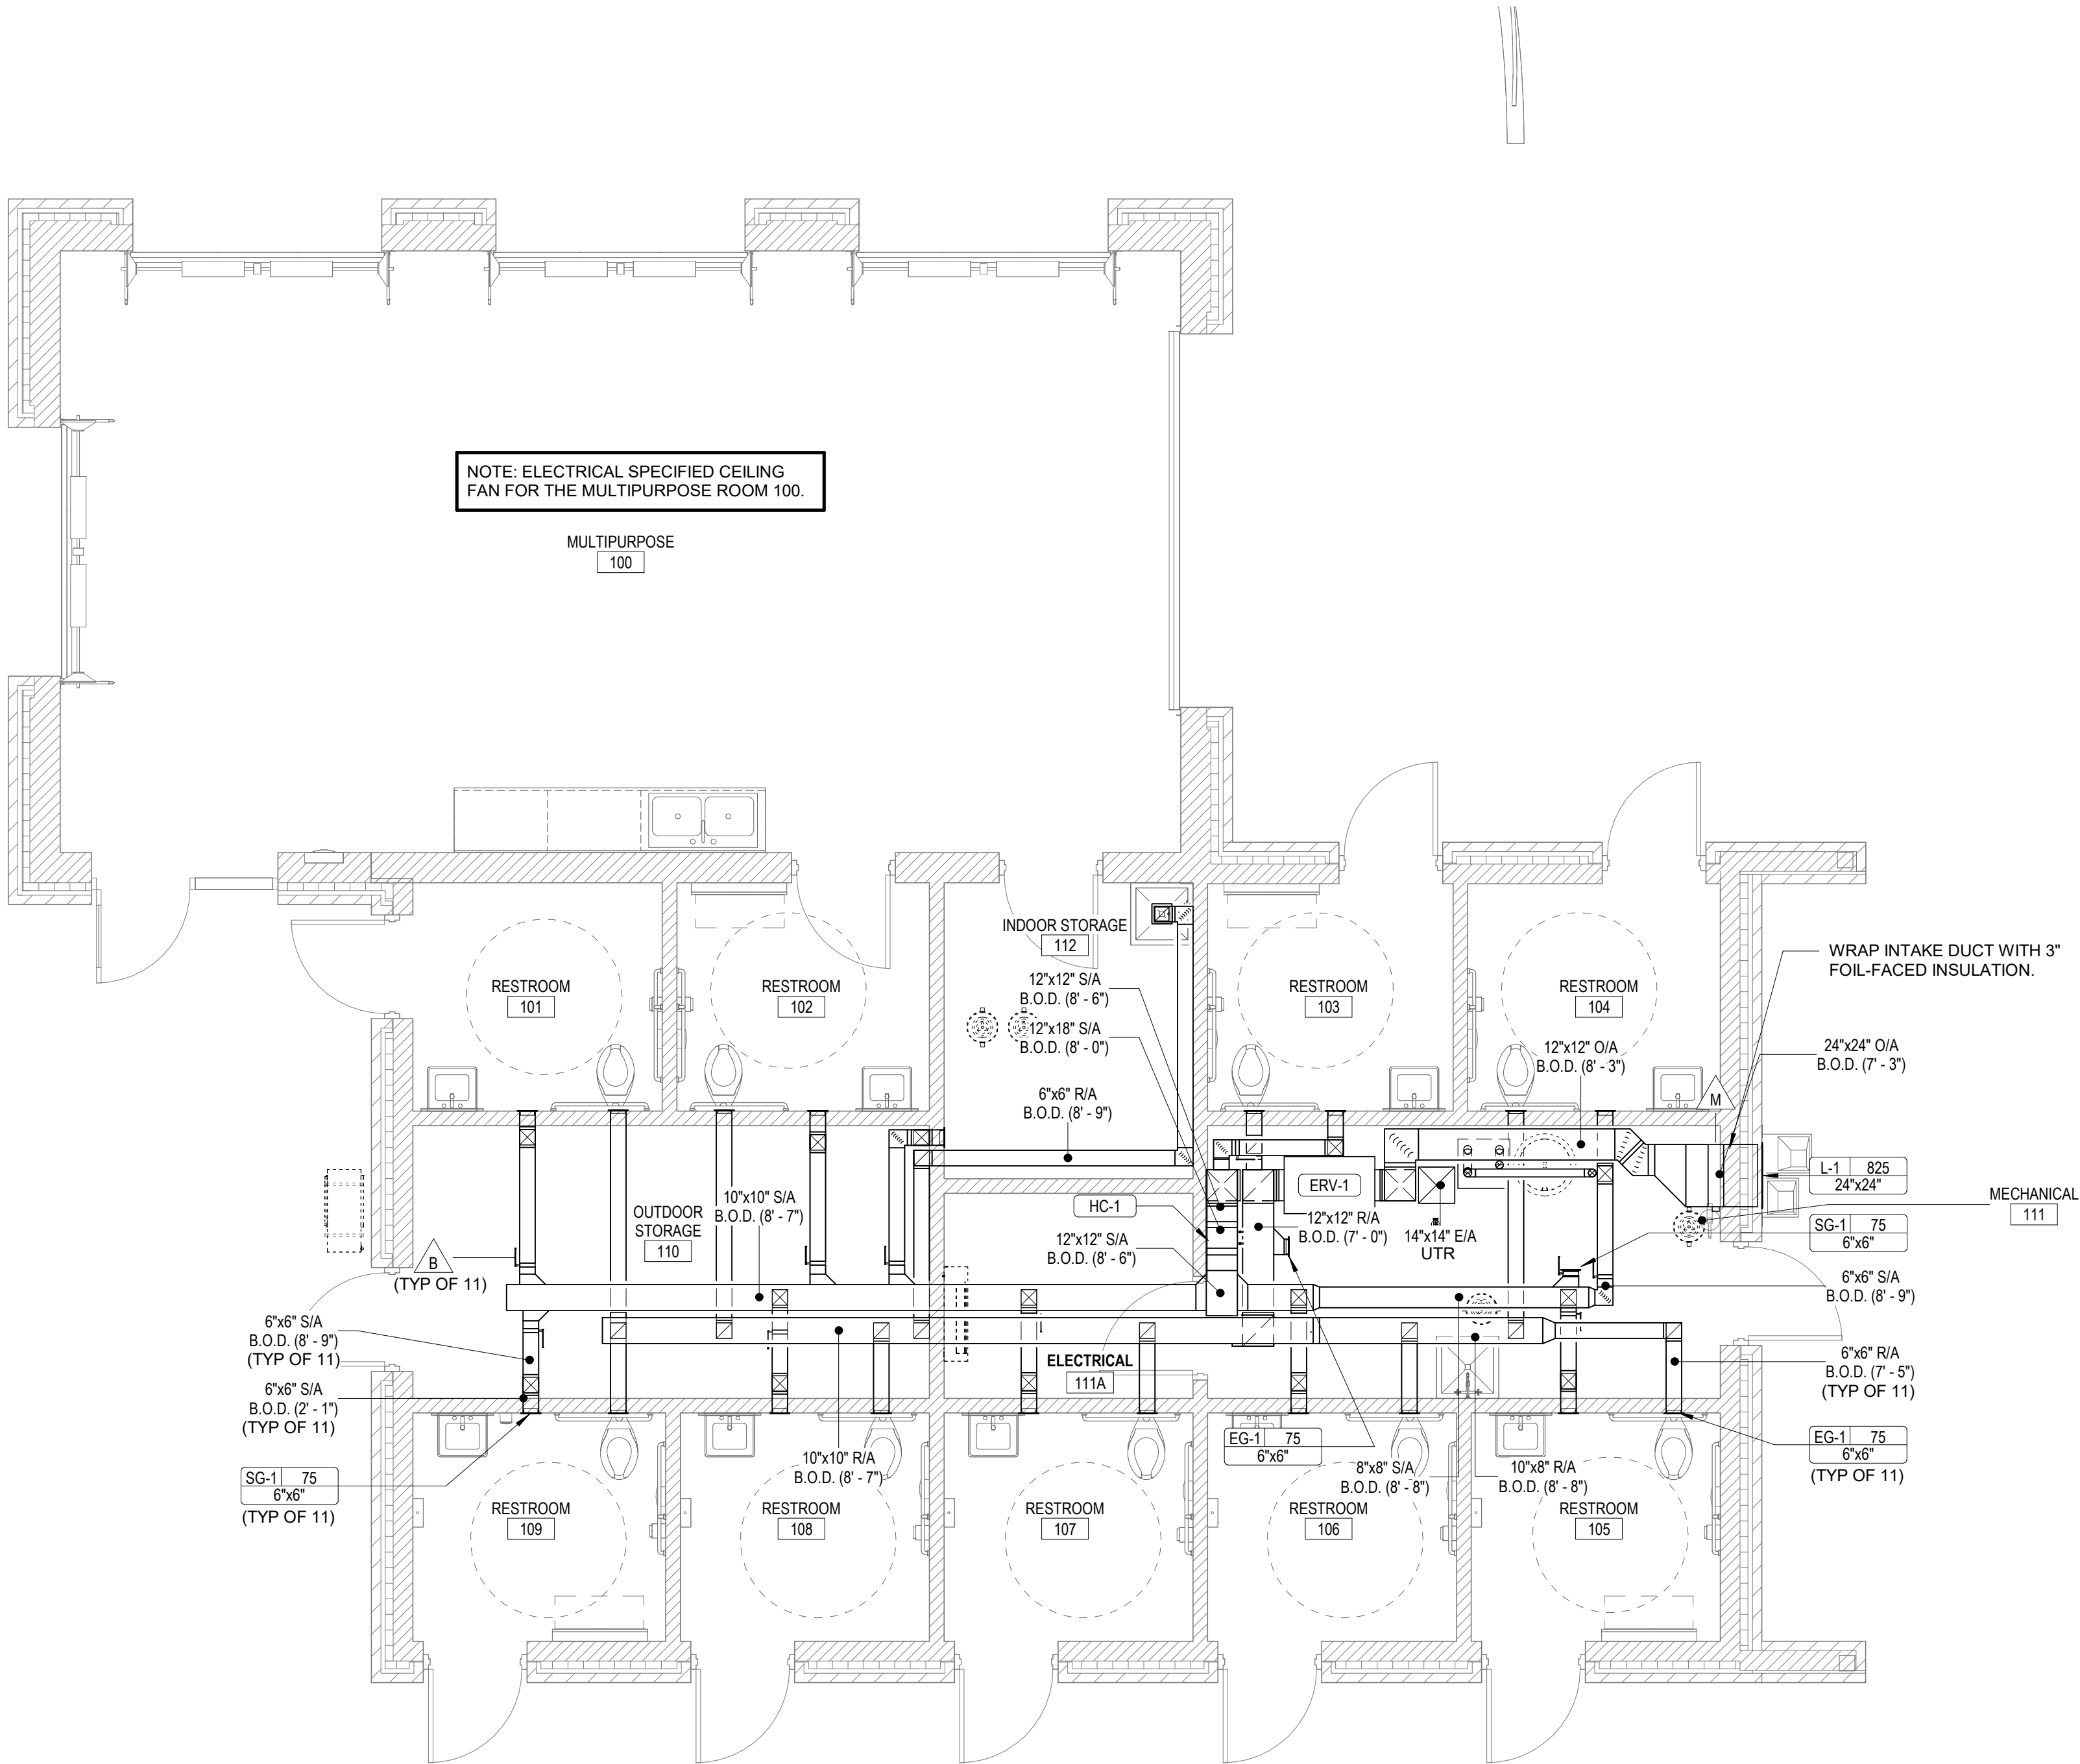 NOTE: ELECTRICAL SPECIFIED CEILING
FAN FOR THE MULTIPURPOSE ROOM 100.
MULTIPURPOSE
100
INDOOR STORAGE
112
RESTROOM
101
RESTROOM
102
RESTROOM
103
RESTROOM
104
WRAP INTAKE DUCT WITH 3"
FOIL-FACED INSULATION.
12"x12" S/A
B.O.D. (8' - 6")
12"x18" S/A
B.O.D. (8' - 0")
6"x6" R/A
B.O.D. (8' - 9")
12"x12" O/A
B.O.D. (8' - 3")
24"x24" O/A
B.O.D. (7' - 3")
M
L-1 825
24"x24"
MECHANICAL
111
SG-1 75
6"x6"
6"x6" S/A
B.O.D. (8' - 9")
ERV-1
HC-1
12"x12" S/A
B.O.D. (8' - 6")
12"x12" R/A
B.O.D. (7' - 0")
14"x14" E/A
UTR
10"x10" S/A
B.O.D. (8' - 7")
OUTDOOR
STORAGE
110
B
(TYP OF 11)
6"x6" S/A
B.O.D. (8' - 9")
(TYP OF 11)
6"x6" S/A
B.O.D. (2' - 1")
(TYP OF 11)
SG-1 75
6"x6"
(TYP OF 11)
ELECTRICAL
111A
6"x6" R/A
B.O.D. (7' - 5")
(TYP OF 11)
EG-1 75
6"x6"
(TYP OF 11)
EG-1 75
6"x6"
10"x10" R/A
B.O.D. (8' - 7")
8"x8" S/A
B.O.D. (8' - 8")
10"x8" R/A
B.O.D. (8' - 8")
RESTROOM
109
RESTROOM
108
RESTROOM
107
RESTROOM
106
RESTROOM
105